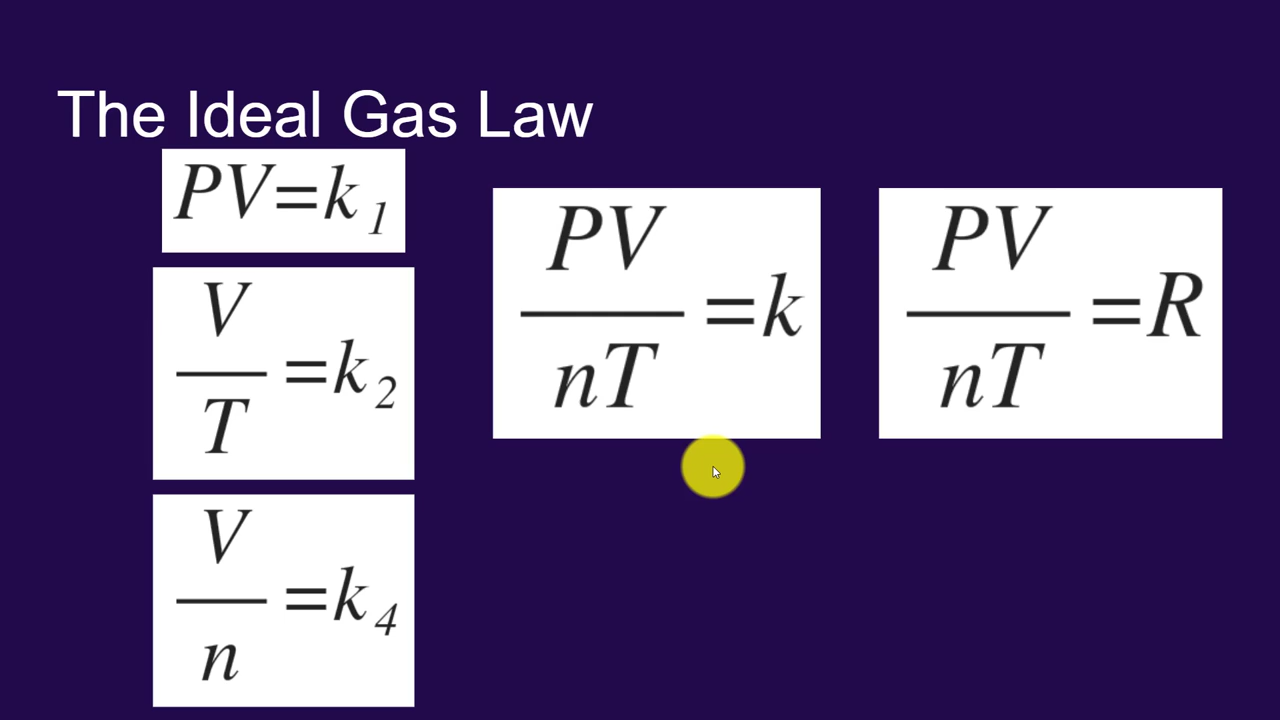 The Ideal Gas Law
PV=k₁
V/T=k₂
V/n=k₄
PV/nT=k
PV/nT=R